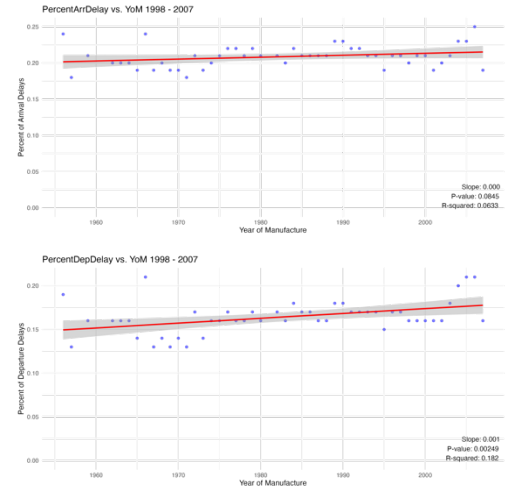 PercentArrDelay vs. YoM 1998 - 2007
Percent of Arrival Delays
0.25
0.20
0.15
0.10
0.05
0.00
Slope: 0.000
P-value: 0.0845
R-squared: 0.0633
1960 1970 1980 1990 2000
Year of Manufacture
PercentDepDelay vs. YoM 1998 - 2007
Percent of Departure Delays
0.20
0.15
0.10
0.05
0.00
Slope: 0.001
P-value: 0.00249
R-squared: 0.182
1960 1970 1980 1990 2000
Year of Manufacture